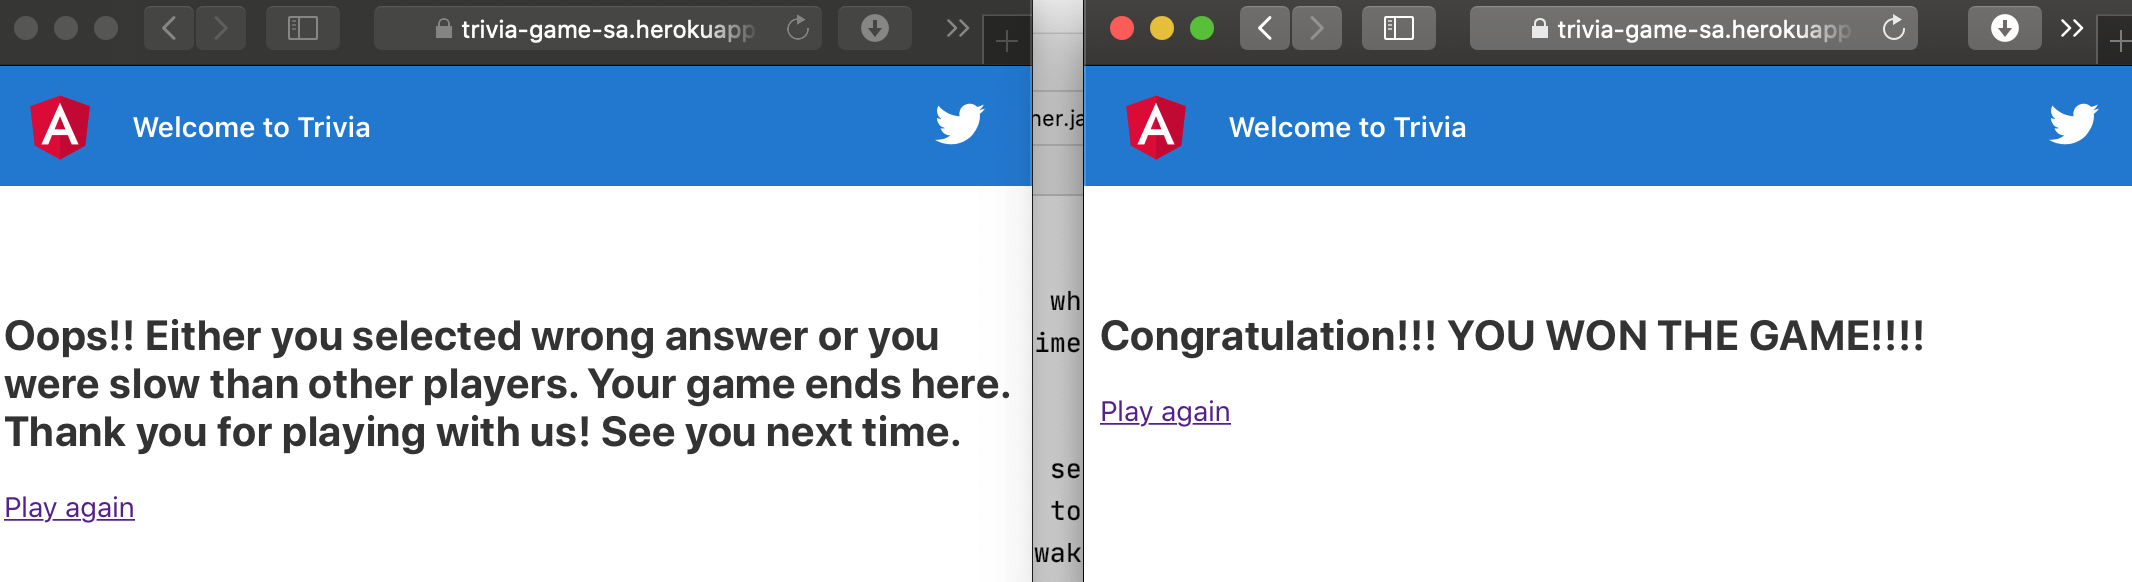 trivia-game-sa.herokuapp
Welcome to Trivia
Oops!! Either you selected wrong answer or you
were slow than other players. Your game ends here.
Thank you for playing with us! See you next time.
Play again
ner.ja
wh
ime
se
to
wak
trivia-game-sa.herokuapp
Welcome to Trivia
Congratulation!!! YOU WON THE GAME!!!!
Play again